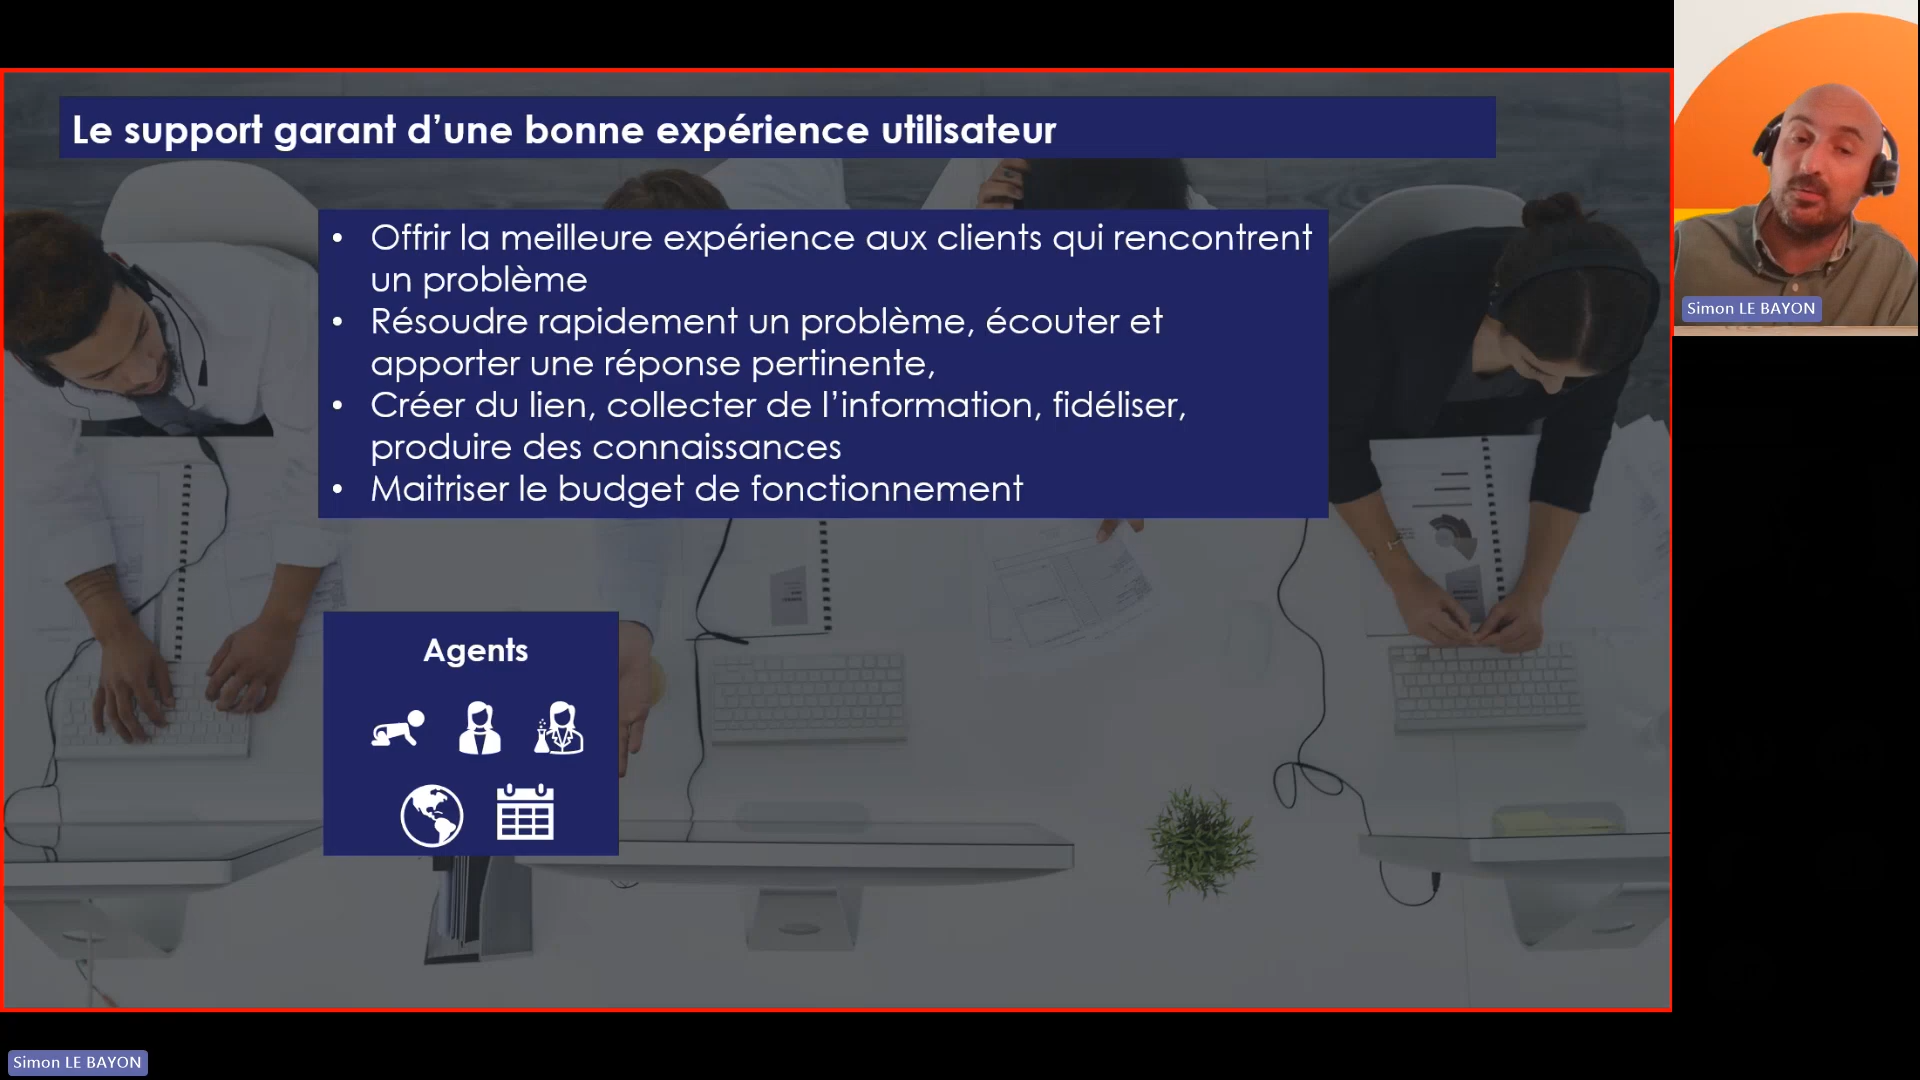 Le support garant d’une bonne expérience utilisateur
• Offrir la meilleure expérience aux clients qui rencontrent
un problème
• Résoudre rapidement un problème, écouter et
apporter une réponse pertinente,
• Créer du lien, collecter de l’information, fidéliser,
produire des connaissances
• Maitriser le budget de fonctionnement
Agents
Simon LE BAYON
Simon LE BAYON